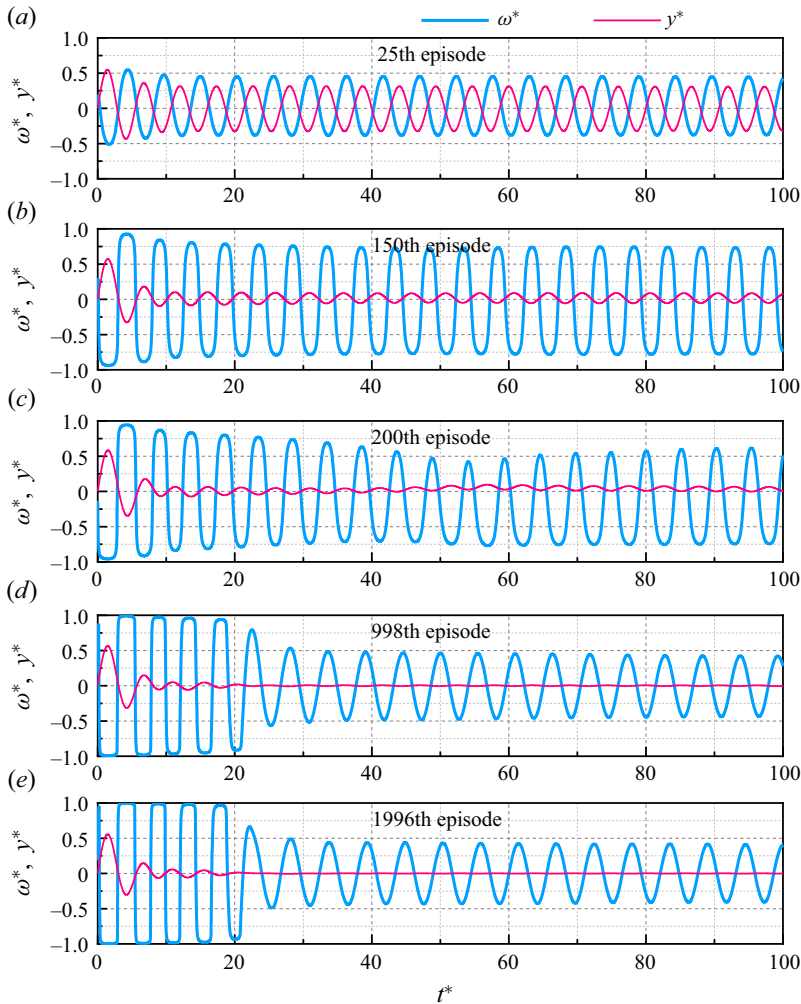 (a)
ω* y*
1.0
25th episode
0.5
ω*, y*
0
–0.5
–1.0
0 20 40 60 80 100
(b)
1.0
150th episode
0.5
ω*, y*
0
–0.5
–1.0
0 20 40 60 80 100
(c)
1.0
200th episode
0.5
ω*, y*
0
–0.5
–1.0
0 20 40 60 80 100
(d)
1.0
998th episode
0.5
ω*, y*
0
–0.5
–1.0
0 20 40 60 80 100
(e)
1.0
1996th episode
0.5
ω*, y*
0
–0.5
–1.0
0 20 40 60 80 100
t*